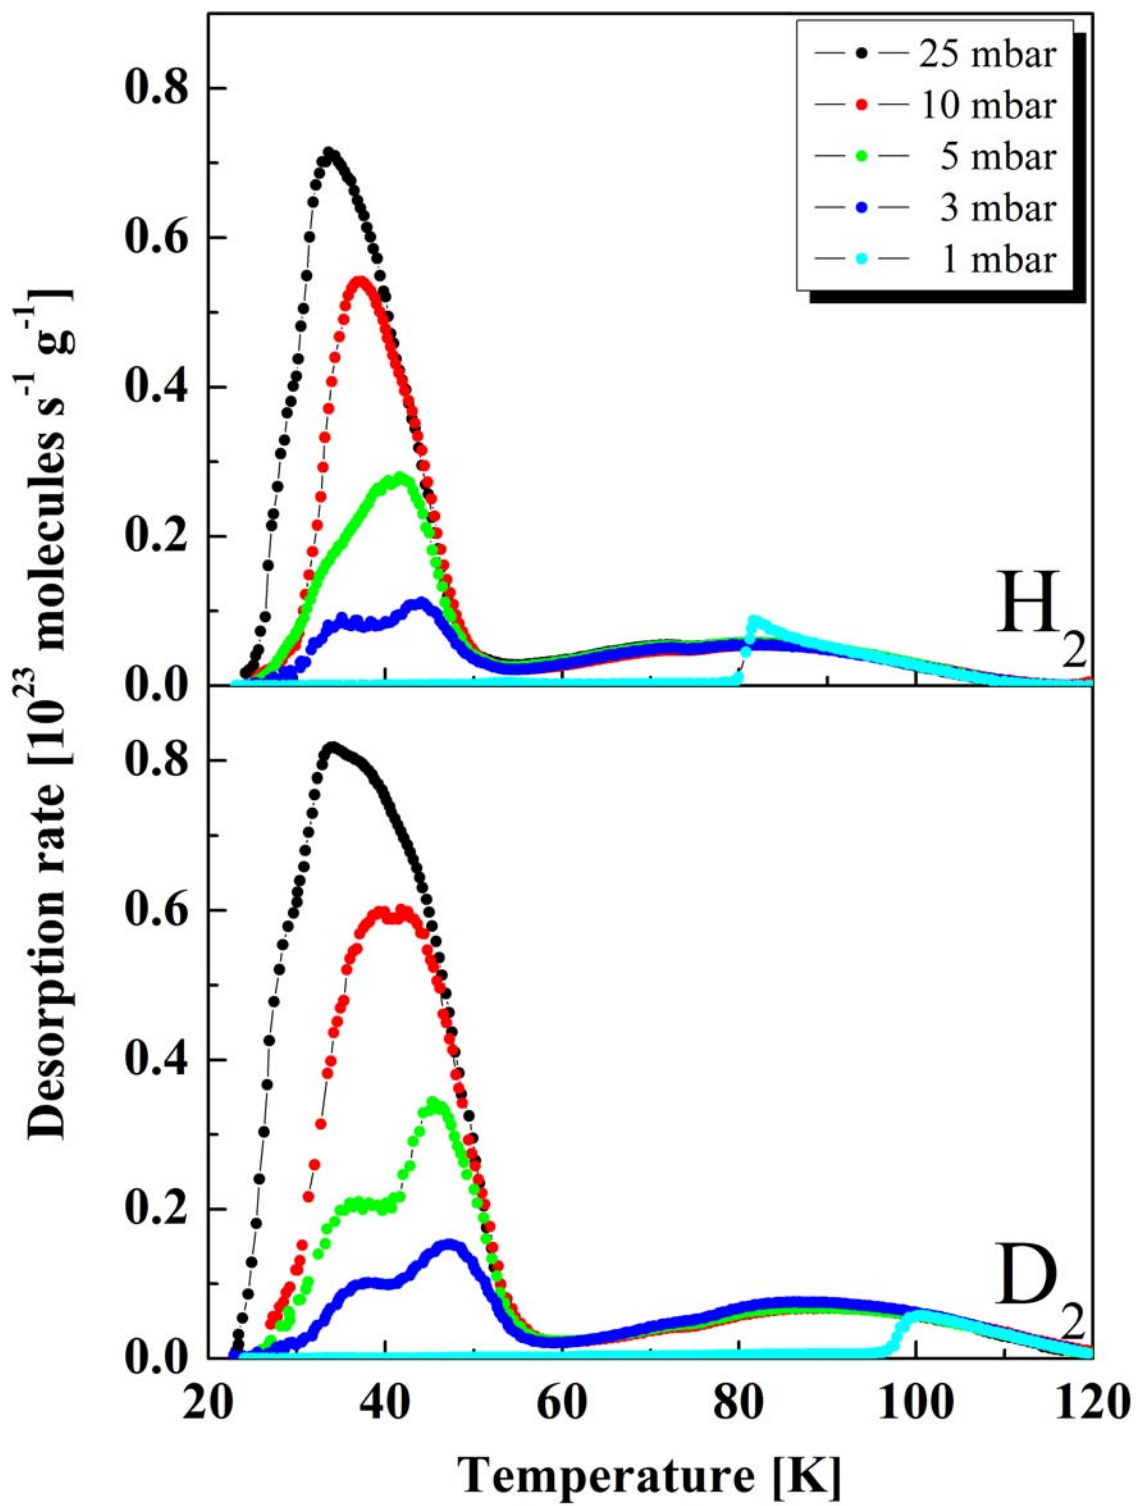 25 mbar
10 mbar
5 mbar
3 mbar
1 mbar
0.8
0.6
0.4
0.2
0.0
H₂
Desorption rate [10²³ molecules s⁻¹ g⁻¹]
0.8
0.6
0.4
0.2
0.0
D₂
20 40 60 80 100 120
Temperature [K]